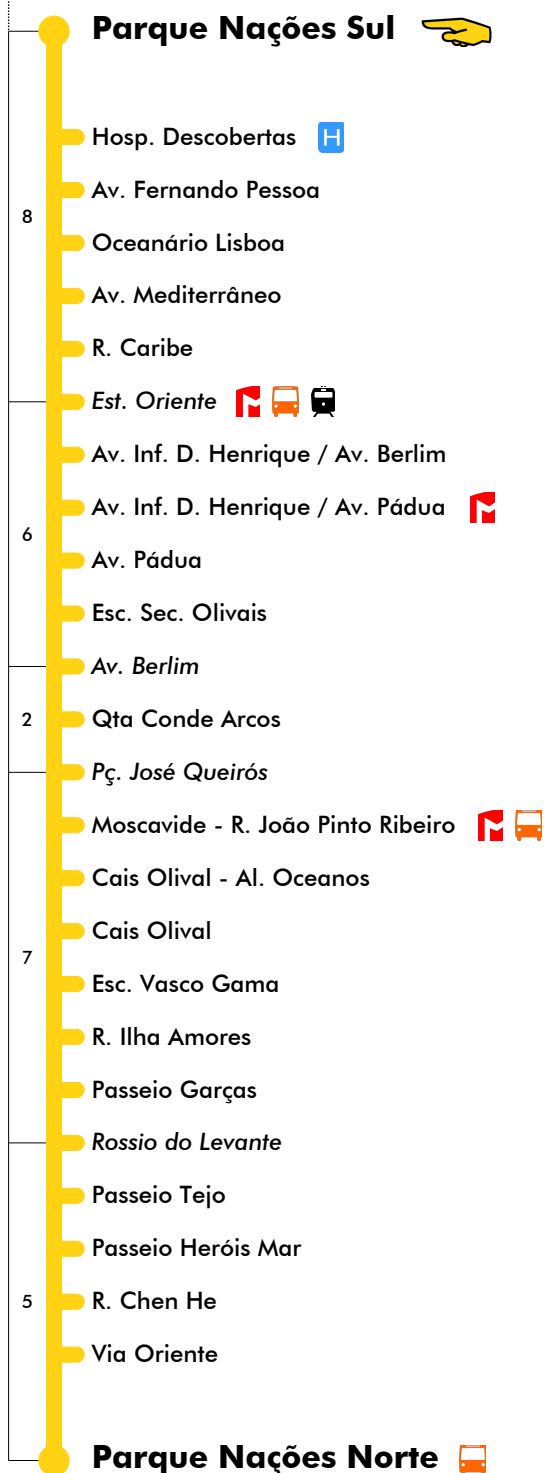 Parque Nações Sul
Hosp. Descobertas H
Av. Fernando Pessoa
8
Oceanário Lisboa
Av. Mediterrâneo
R. Caribe
Est. Oriente
Av. Inf. D. Henrique / Av. Berlim
Av. Inf. D. Henrique / Av. Pádua
6
Av. Pádua
Esc. Sec. Olivais
Av. Berlim
2 Qta Conde Arcos
Pç. José Queirós
Moscavide - R. João Pinto Ribeiro
Cais Olival - Al. Oceanos
Cais Olival
7
Esc. Vasco Gama
R. Ilha Amores
Passeio Garças
Rossio do Levante
Passeio Tejo
Passeio Heróis Mar
5 R. Chen He
Via Oriente
Parque Nações Norte